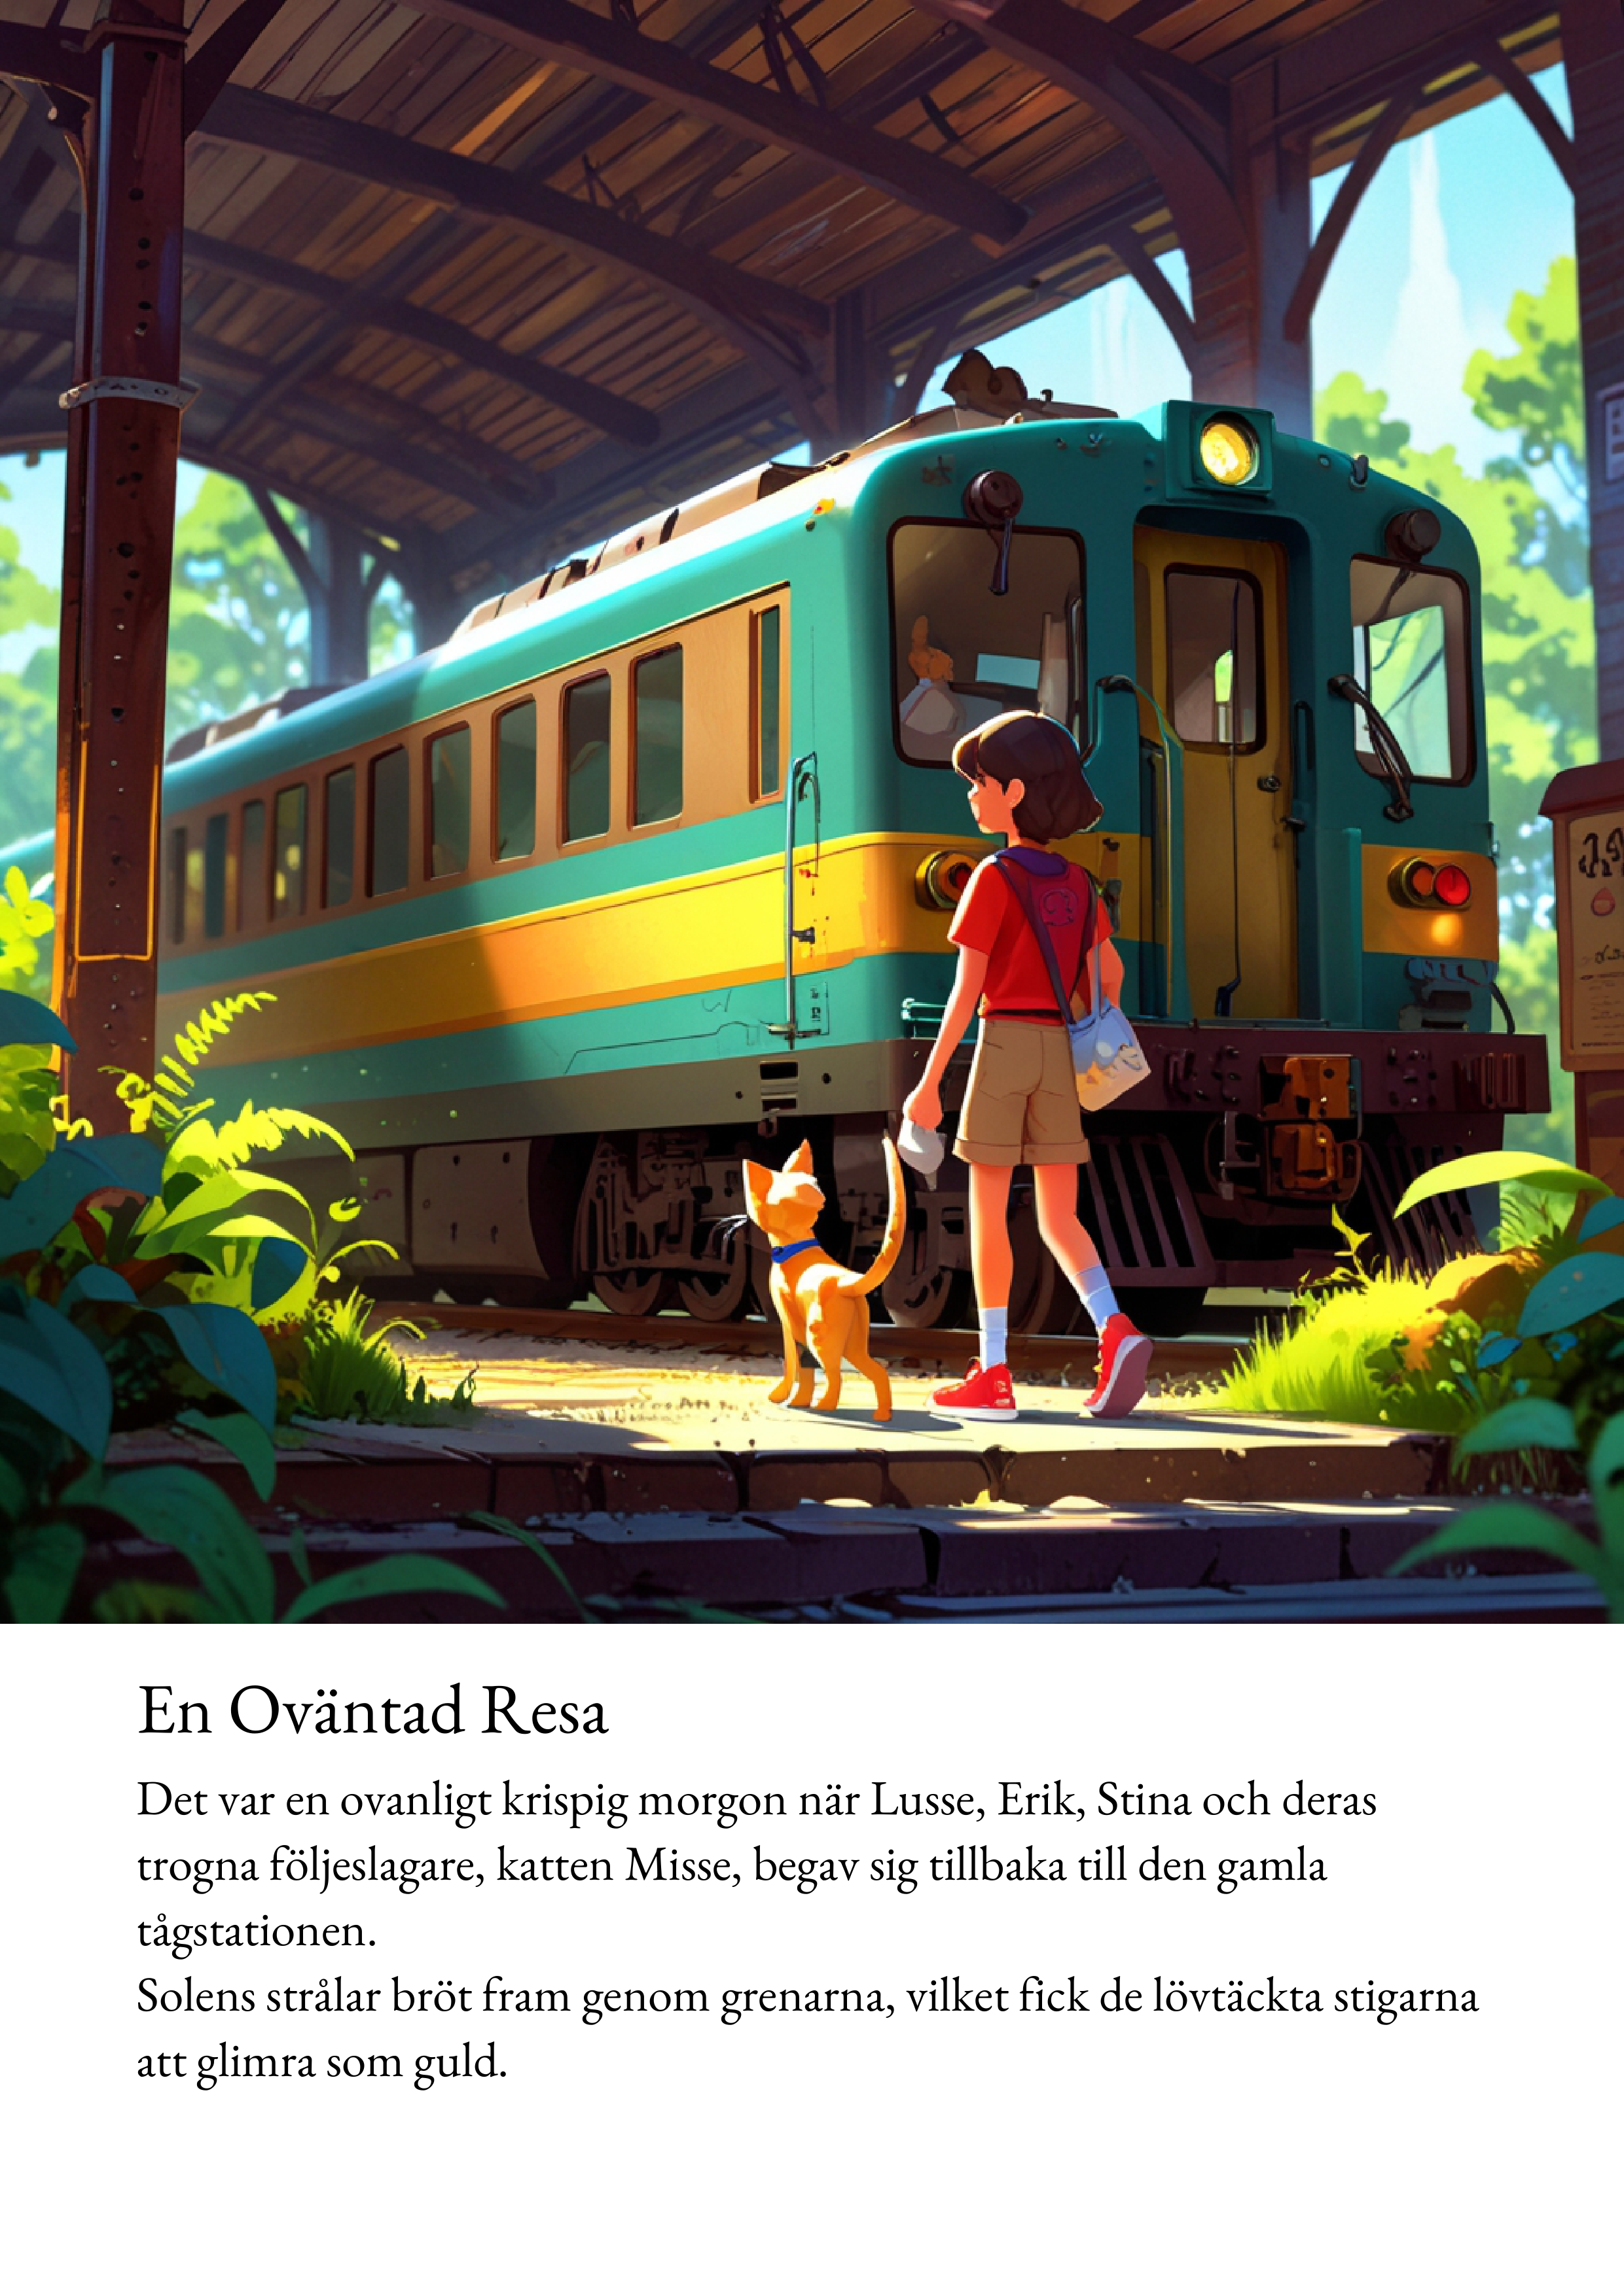 En Oväntad Resa
Det var en ovanligt krispig morgon när Lusse, Erik, Stina och deras
trogna följeslagare, katten Misse, begav sig tillbaka till den gamla
tågstationen.
Solens strålar bröt fram genom grenarna, vilket fick de lövtäckta stigarna
att glimra som guld.